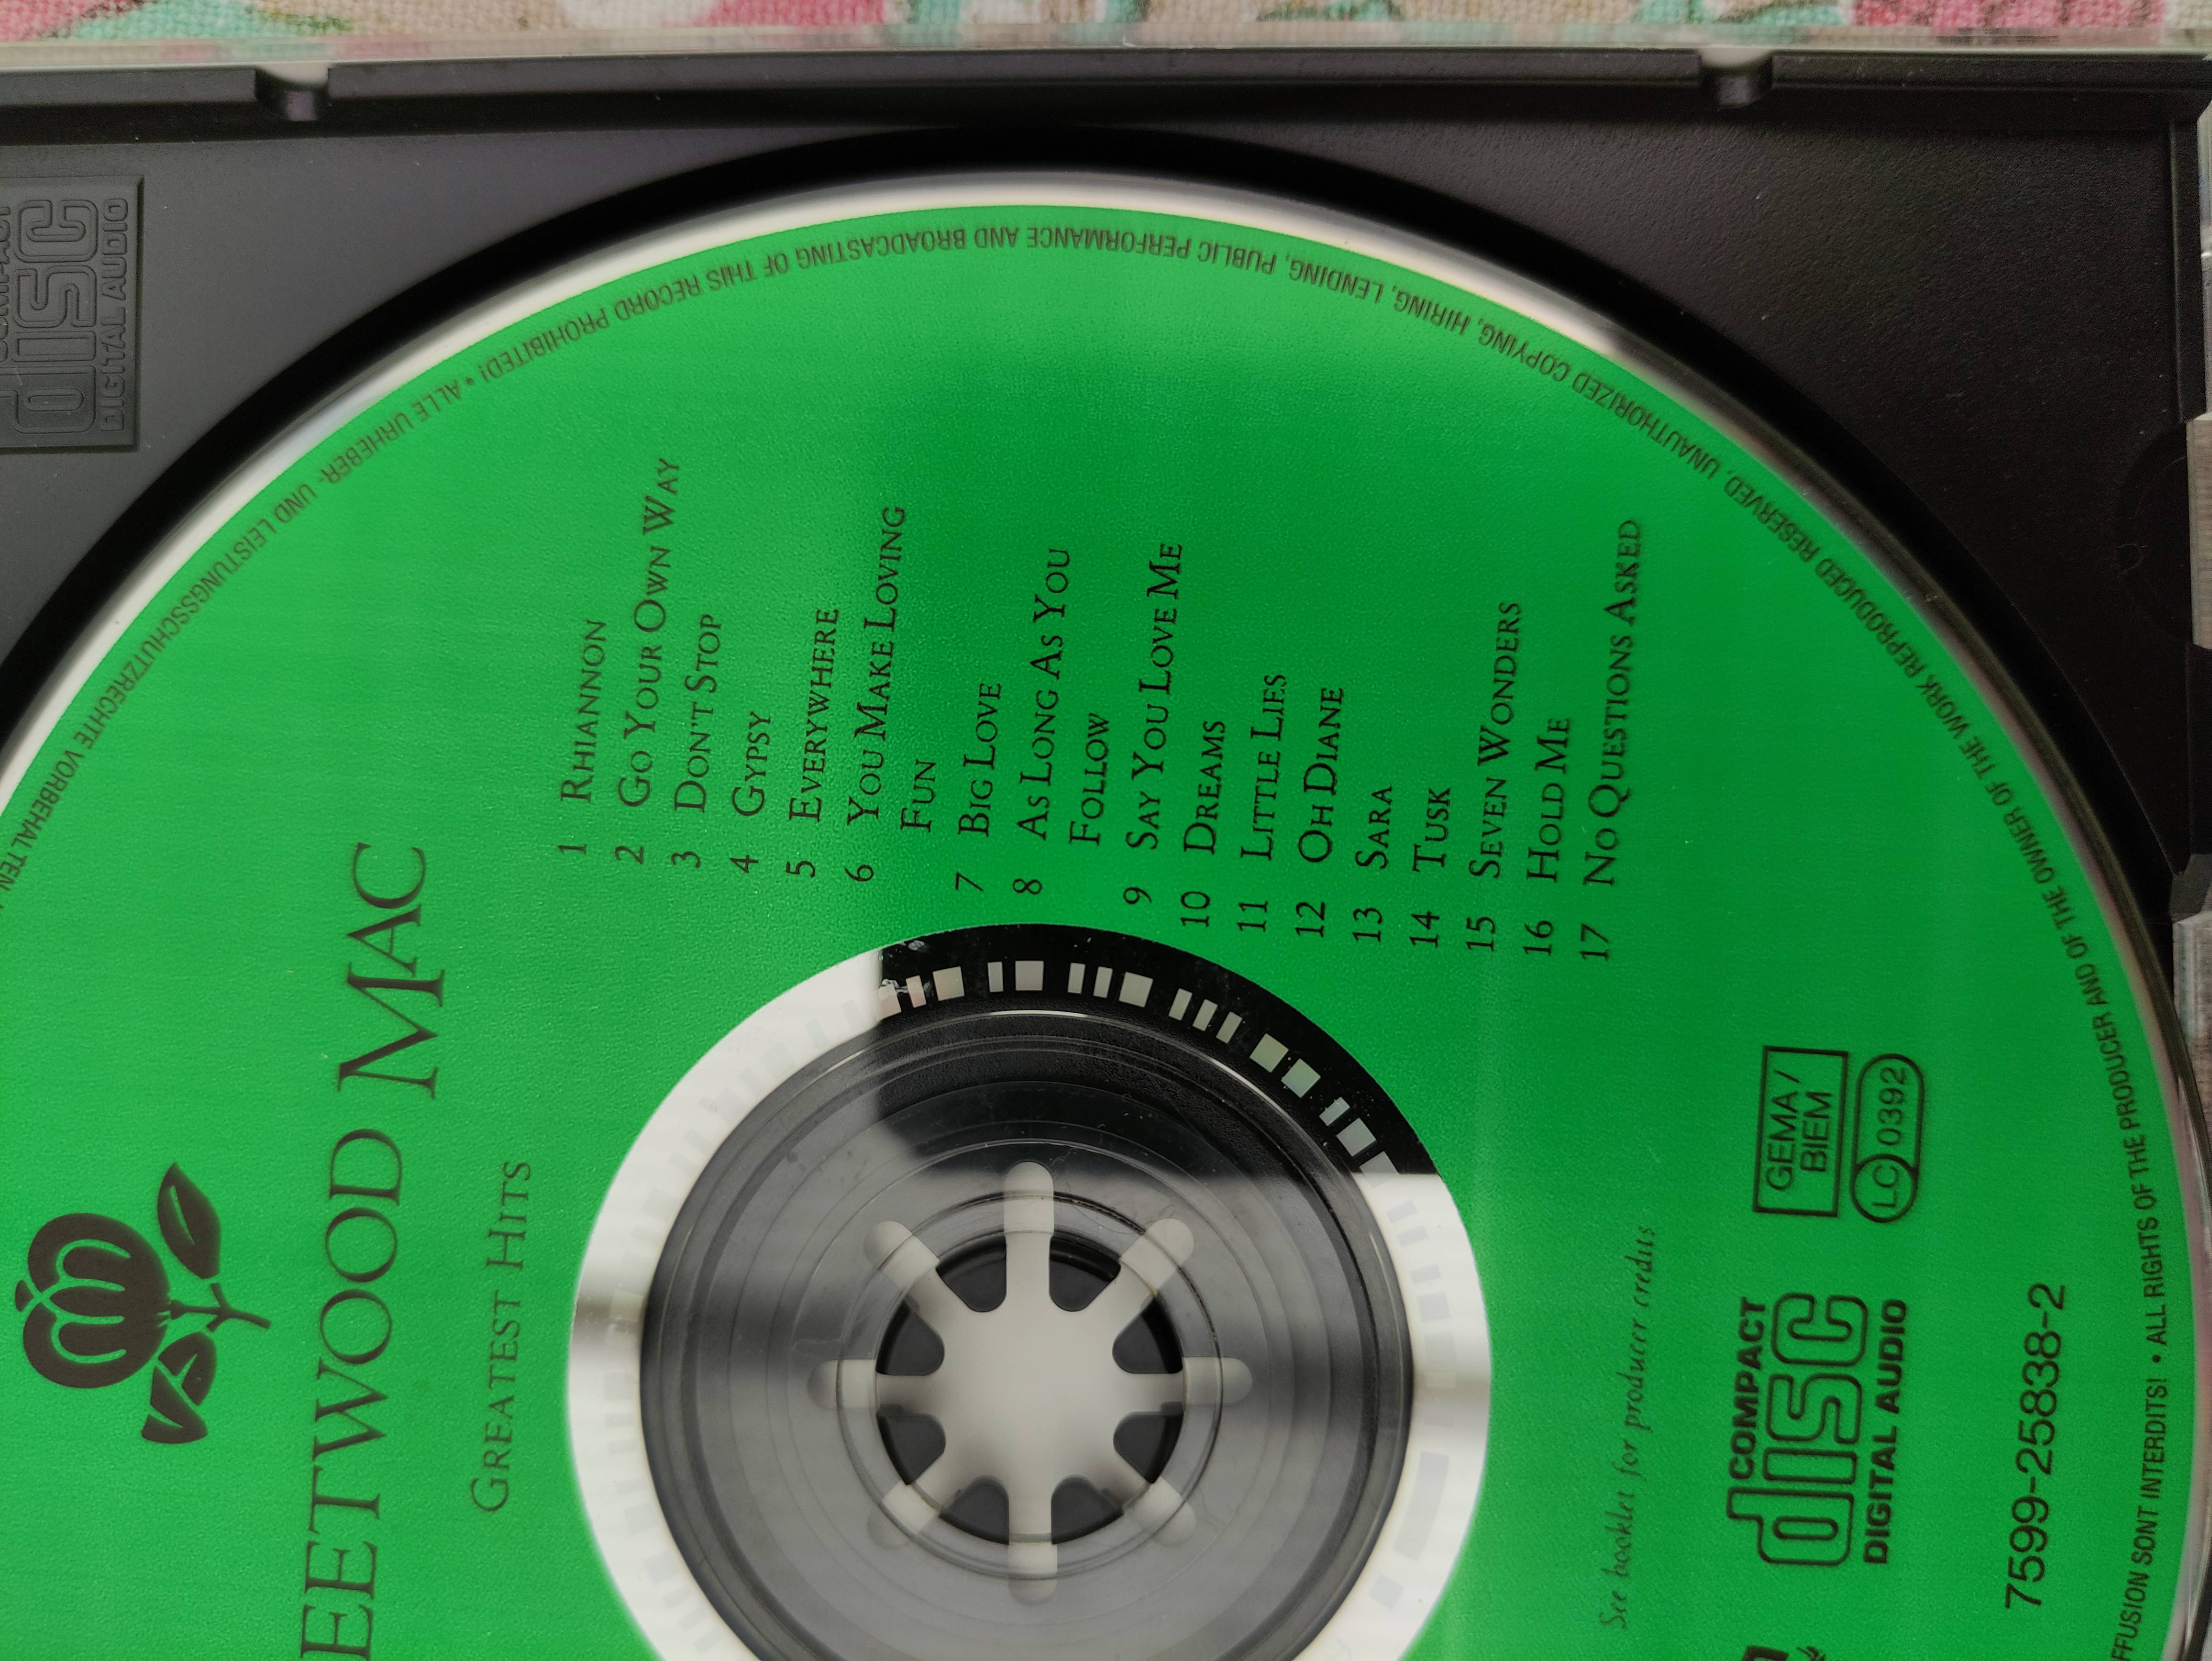 EETWOOD MAC
GREATEST HITS
1 RHIANNON
2 GO YOUR OWN WAY
3 DON'T STOP
4 GYPSY
5 EVERYWHERE
6 YOU MAKE LOVING
FUN
7 BIG LOVE
8 AS LONG AS YOU
FOLLOW
9 SAY YOU LOVE ME
10 DREAMS
11 LITTLE LIES
12 OH DIANE
13 SARA
14 TUSK
15 SEVEN WONDERS
16 HOLD ME
17 NO QUESTIONS ASKED
See booklet for producer credits
GEMA/
BIEM
LC 0392
COMPACT
disc
DIGITAL AUDIO
7599-25838-2
FFUSION SONT INTERDITS! • ALL RIGHTS OF THE PRODUCER AND OF THE OWNER OF THE WORK REPRODUCED RESERVED, UNAUTHORIZED COPYING, HIRING, LENDING, PUBLIC PERFORMANCE AND BROADCASTING OF THIS RECORD PROHIBITED! • ALLE URHEBER- UND LEISTUNGSSCHUTZRECHTE VORBEHALTEN
disc
DIGITAL AUDIO